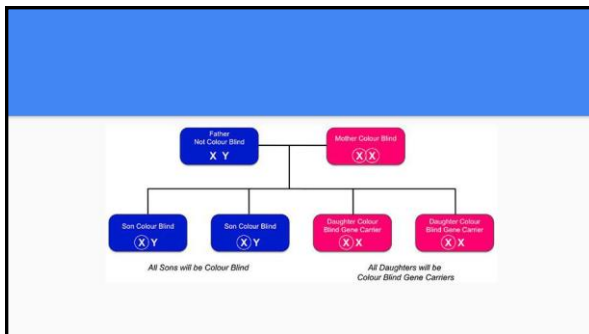 Father
Not Colour Blind
X Y
Mother Colour Blind
X X
Son Colour Blind
X Y
Son Colour Blind
X Y
Daughter Colour
Blind Gene Carrier
X X
Daughter Colour
Blind Gene Carrier
X X
All Sons will be Colour Blind
All Daughters will be
Colour Blind Gene Carriers